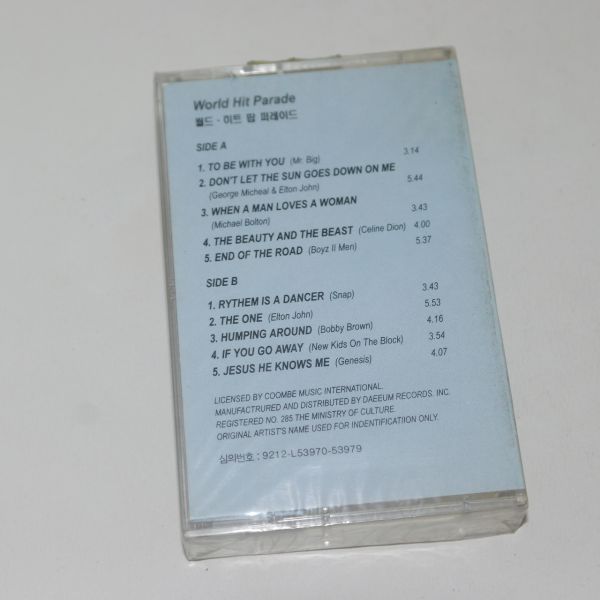 World Hit Parade
월드 · 히트 팝 퍼레이드
SIDE A
1. TO BE WITH YOU (Mr. Big) 3.14
2. DON'T LET THE SUN GOES DOWN ON ME 5.44
(George Micheal & Elton John)
3. WHEN A MAN LOVES A WOMAN 3.43
(Michael Bolton)
4. THE BEAUTY AND THE BEAST (Celine Dion) 4.00
5. END OF THE ROAD (Boyz II Men) 5.37
SIDE B
1. RYTHEM IS A DANCER (Snap) 3.43
2. THE ONE (Elton John) 5.53
3. HUMPING AROUND (Bobby Brown) 4.16
4. IF YOU GO AWAY (New Kids On The Block) 3.54
5. JESUS HE KNOWS ME (Genesis) 4.07
LICENSED BY COOMBE MUSIC INTERNATIONAL.
MANUFACTRURED AND DISTRIBUTED BY DAEEUM RECORDS. INC.
REGISTERED NO. 285 THE MINISTRY OF CULTURE.
ORIGINAL ARTIST'S NAME USED FOR INDENTIFICATIION ONLY.
심의번호 : 9212-L53970-53979